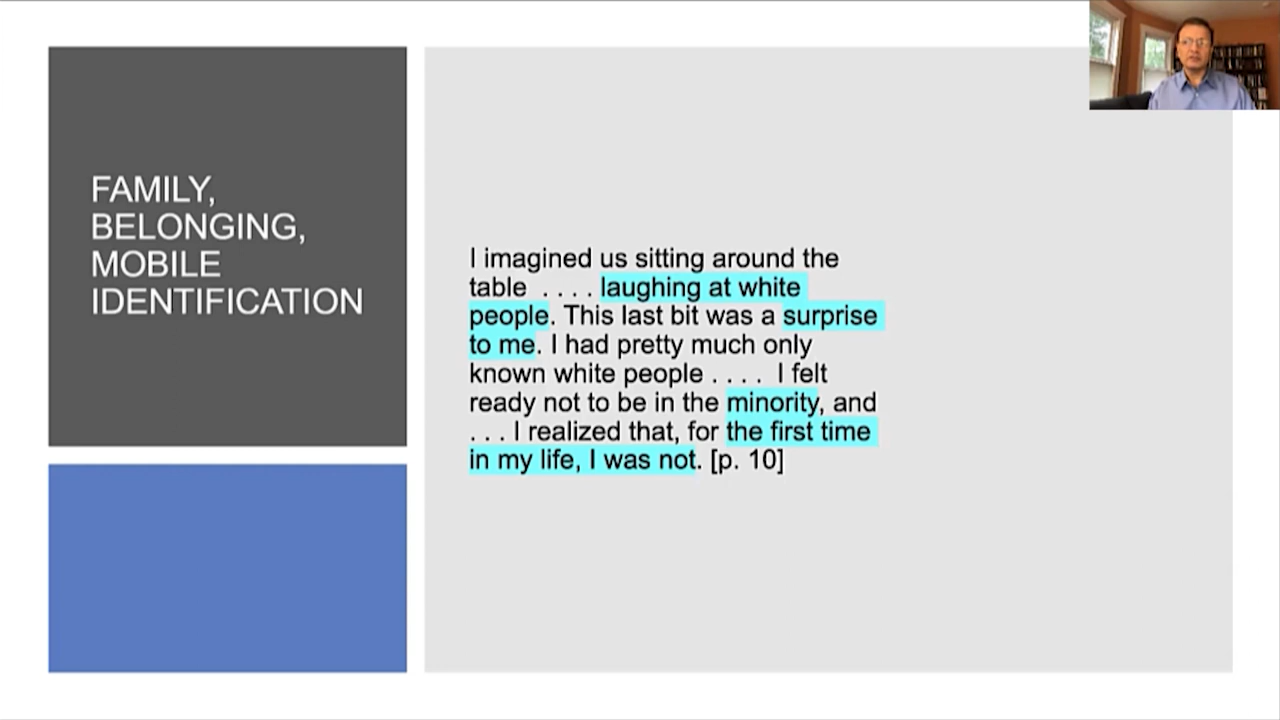 FAMILY,
BELONGING,
MOBILE
IDENTIFICATION
I imagined us sitting around the
table . . . . laughing at white
people. This last bit was a surprise
to me. I had pretty much only
known white people . . . . I felt
ready not to be in the minority, and
. . . I realized that, for the first time
in my life, I was not. [p. 10]